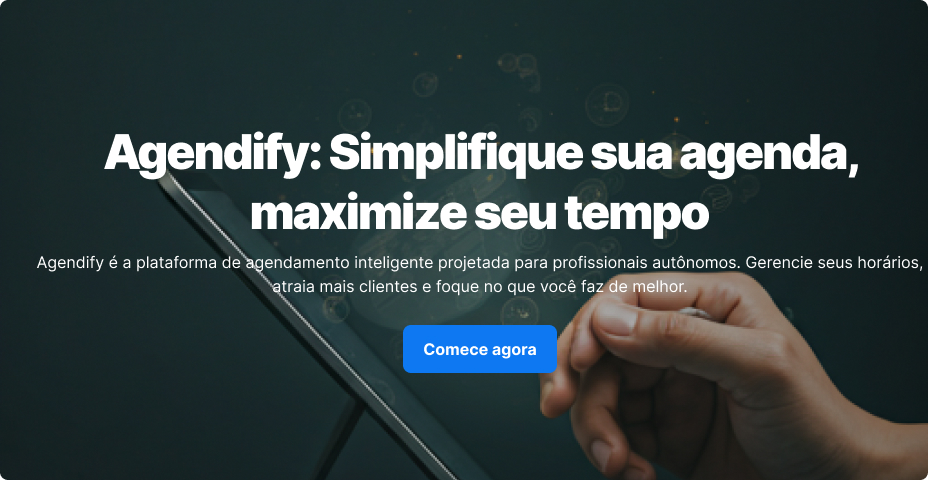 Agendify: Simplifique sua agenda,
maximize seu tempo
Agendify é a plataforma de agendamento inteligente projetada para profissionais autônomos. Gerencie seus horários,
atraia mais clientes e foque no que você faz de melhor.
Comece agora